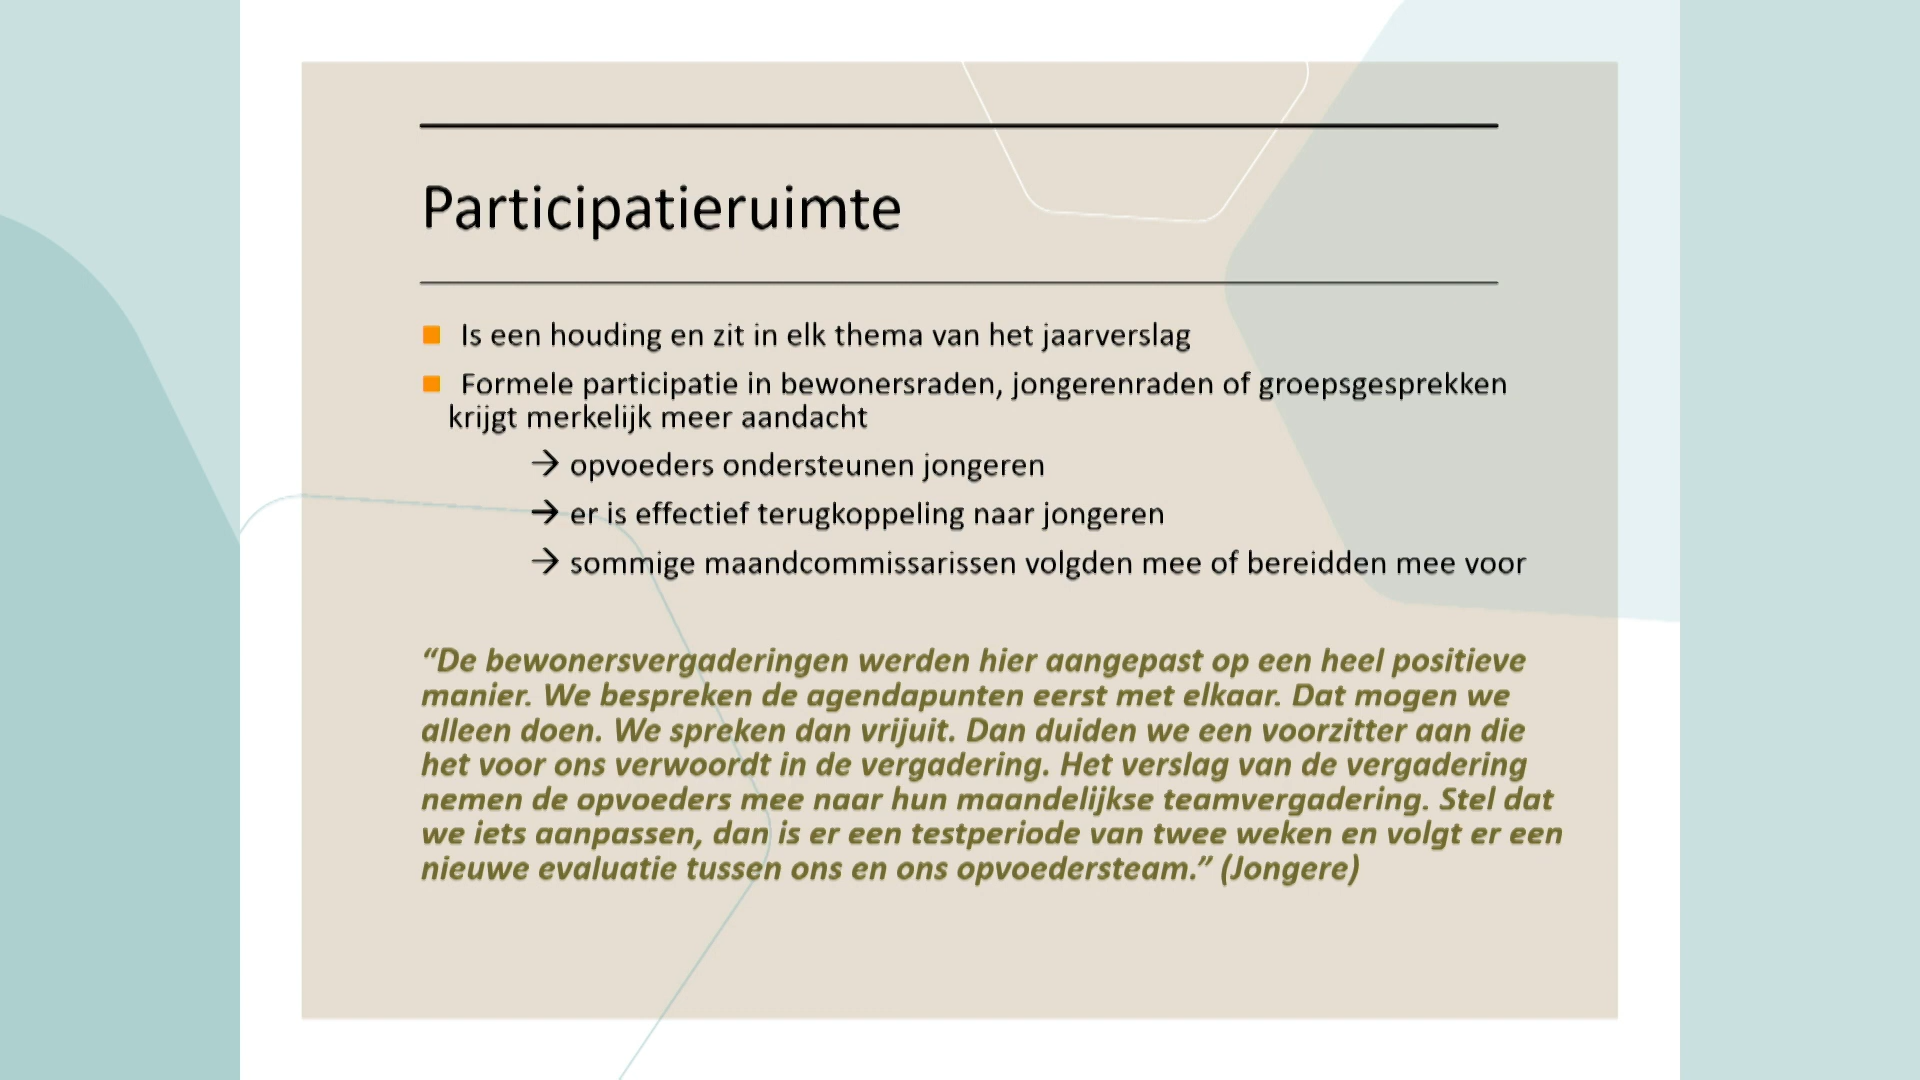 Participatieruimte
Is een houding en zit in elk thema van het jaarverslag
Formele participatie in bewonersraden, jongerenraden of groepsgesprekken
krijgt merkelijk meer aandacht
→ opvoeders ondersteunen jongeren
→ er is effectief terugkoppeling naar jongeren
→ sommige maandcommissarissen volgden mee of bereidden mee voor
“De bewonersvergaderingen werden hier aangepast op een heel positieve
manier. We bespreken de agendapunten eerst met elkaar. Dat mogen we
alleen doen. We spreken dan vrijuit. Dan duiden we een voorzitter aan die
het voor ons verwoordt in de vergadering. Het verslag van de vergadering
nemen de opvoeders mee naar hun maandelijkse teamvergadering. Stel dat
we iets aanpassen, dan is er een testperiode van twee weken en volgt er een
nieuwe evaluatie tussen ons en ons opvoedersteam.” (Jongere)